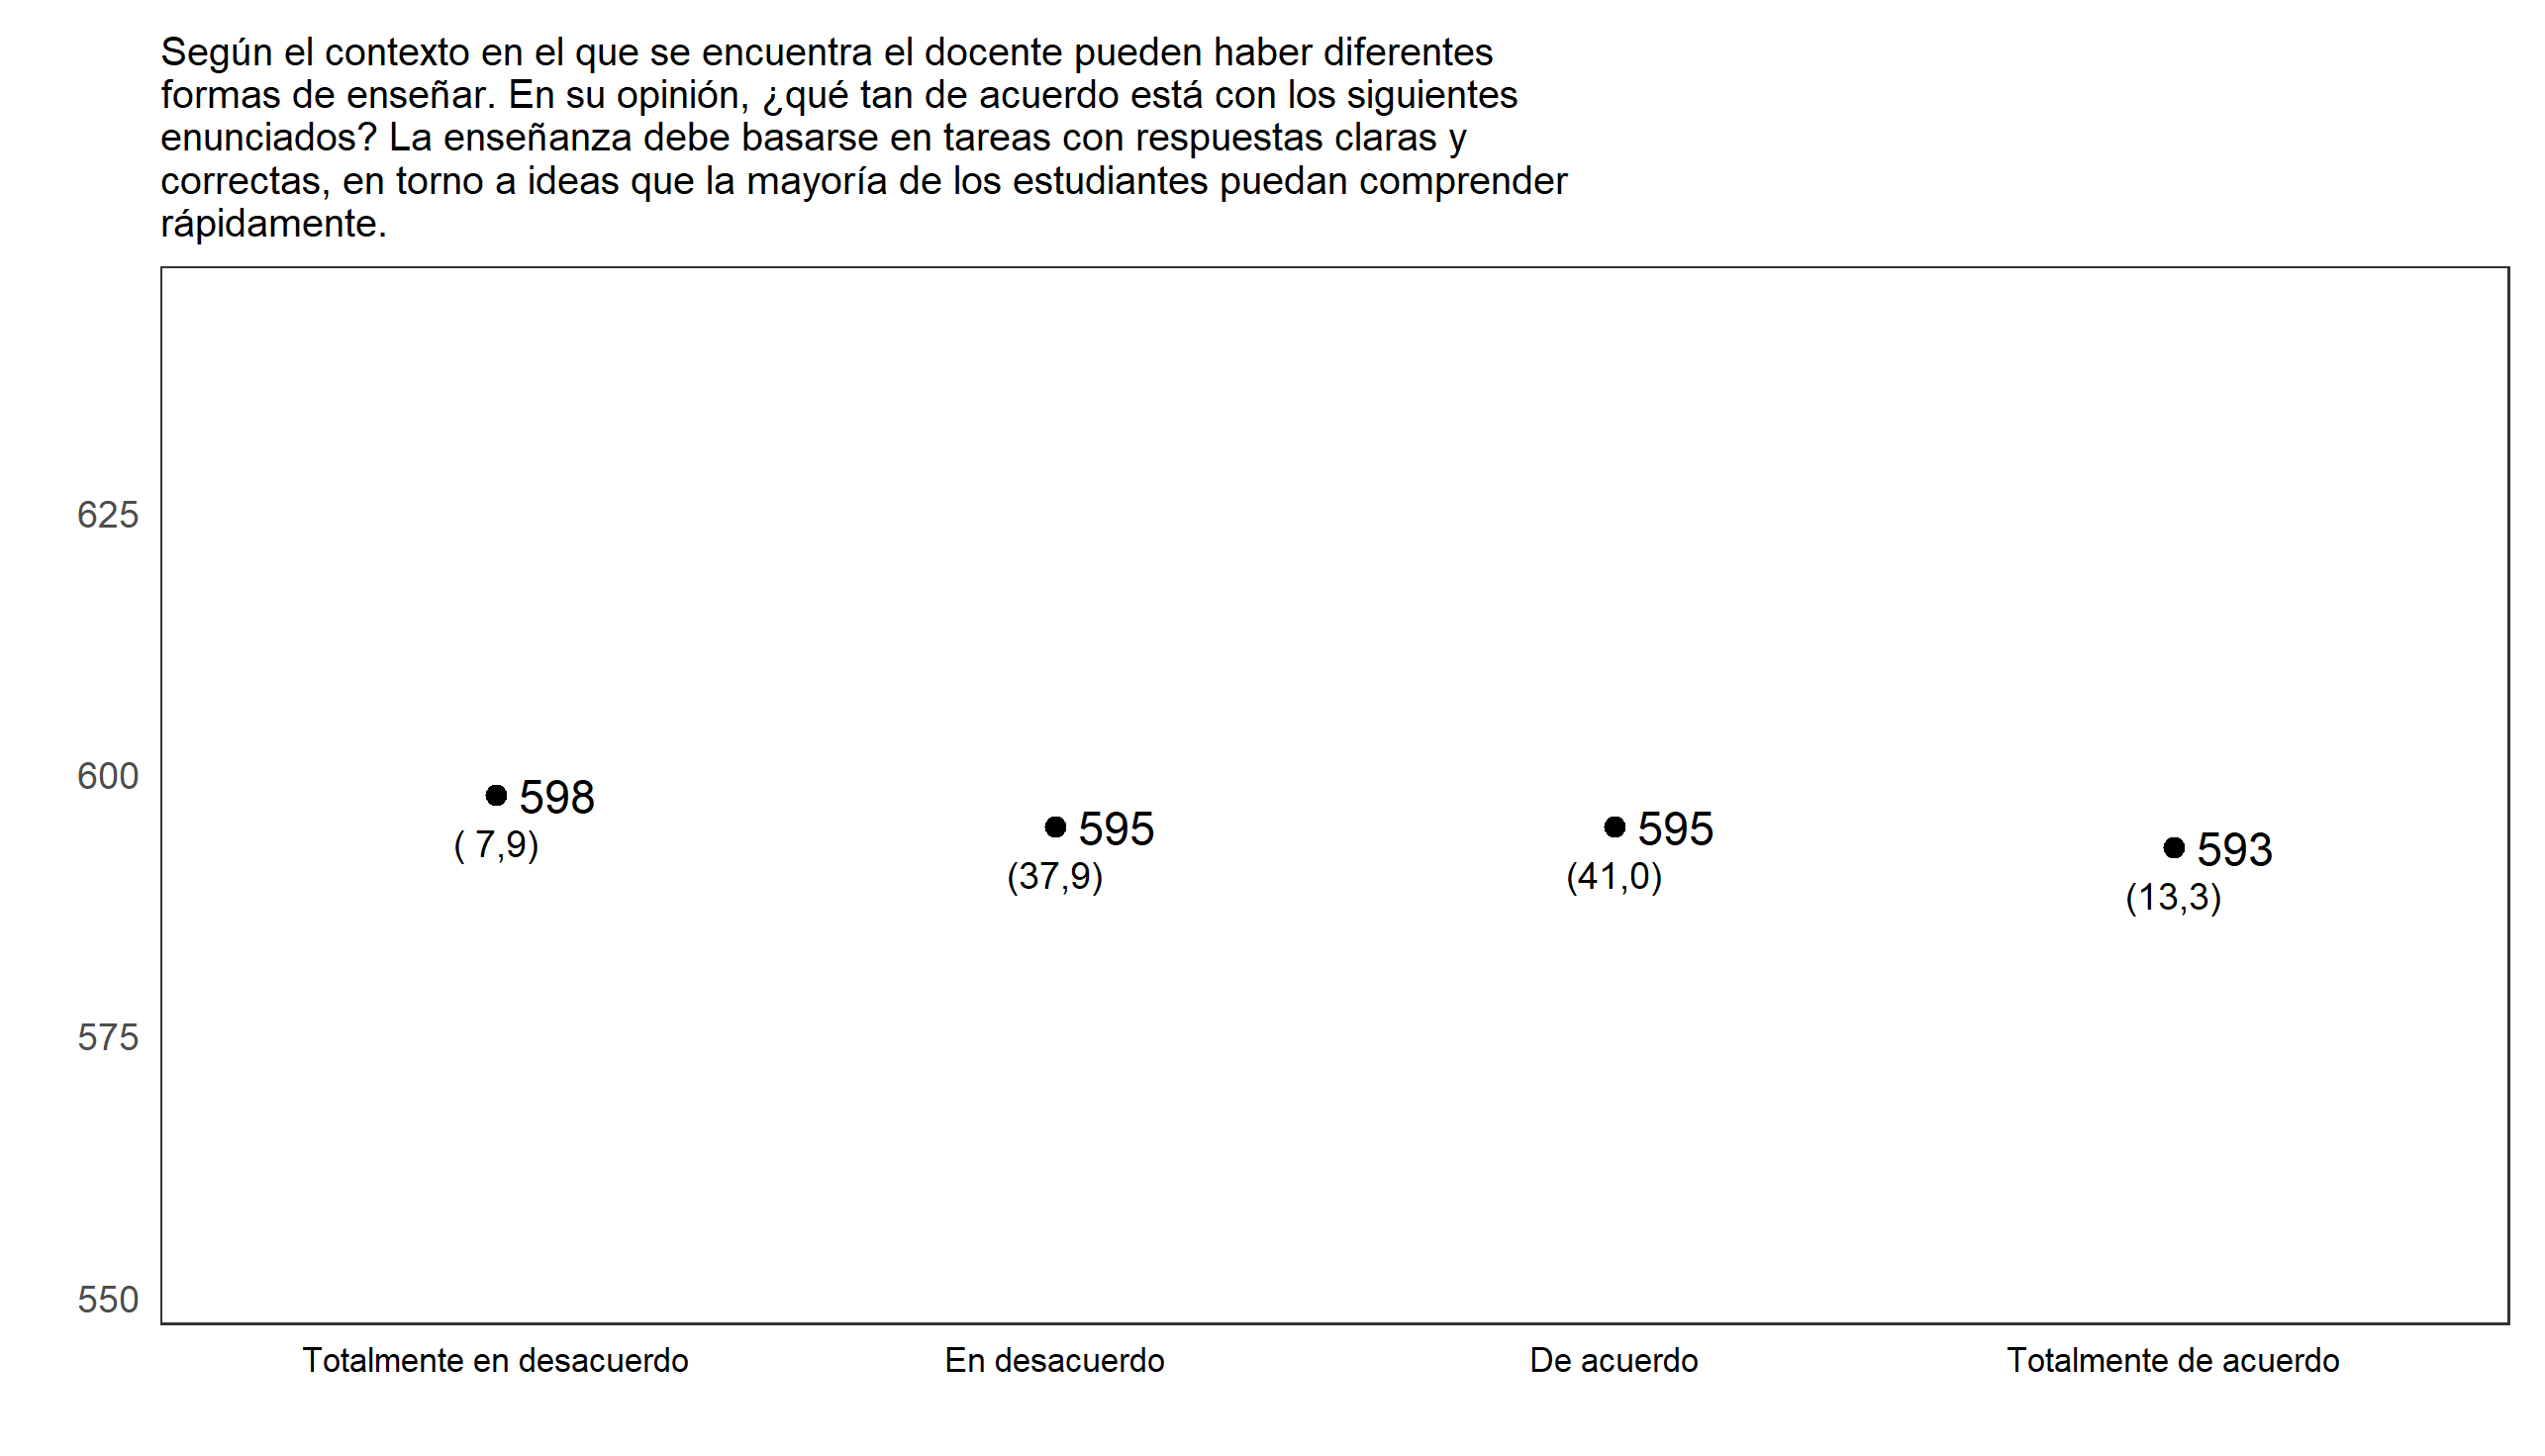 Según el contexto en el que se encuentra el docente pueden haber diferentes
formas de enseñar. En su opinión, ¿qué tan de acuerdo está con los siguientes
enunciados? La enseñanza debe basarse en tareas con respuestas claras y
correctas, en torno a ideas que la mayoría de los estudiantes puedan comprender
rápidamente.
625
600
575
550
598
( 7,9)
595
(37,9)
595
(41,0)
593
(13,3)
Totalmente en desacuerdo
En desacuerdo
De acuerdo
Totalmente de acuerdo